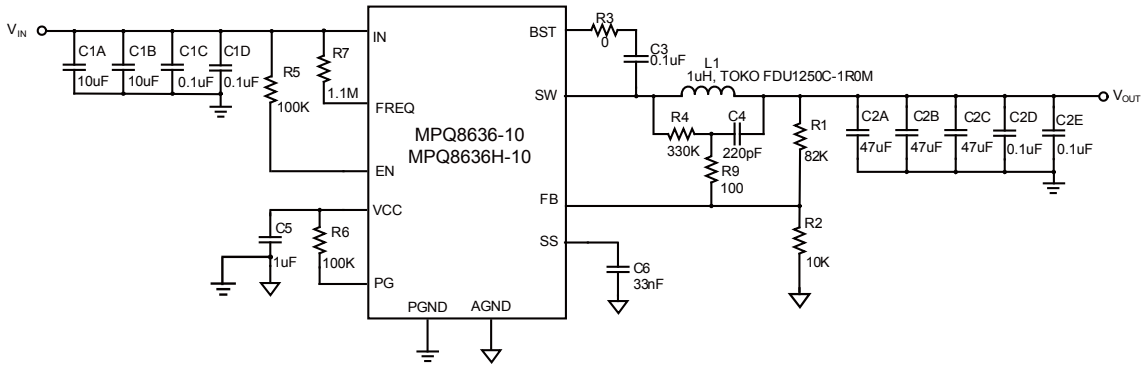 VIN
C1A
10uF
C1B
10uF
C1C
0.1uF
C1D
0.1uF
R5
100K
R7
1.1M
IN
FREQ
EN
VCC
PG
C5
1uF
R6
100K
MPQ8636-10
MPQ8636H-10
PGND
AGND
BST
SW
FB
SS
R3
0
C3
0.1uF
L1
1uH, TOKO FDU1250C-1R0M
R4
330K
C4
220pF
R9
100
R1
82K
R2
10K
C6
33nF
C2A
47uF
C2B
47uF
C2C
47uF
C2D
0.1uF
C2E
0.1uF
VOUT